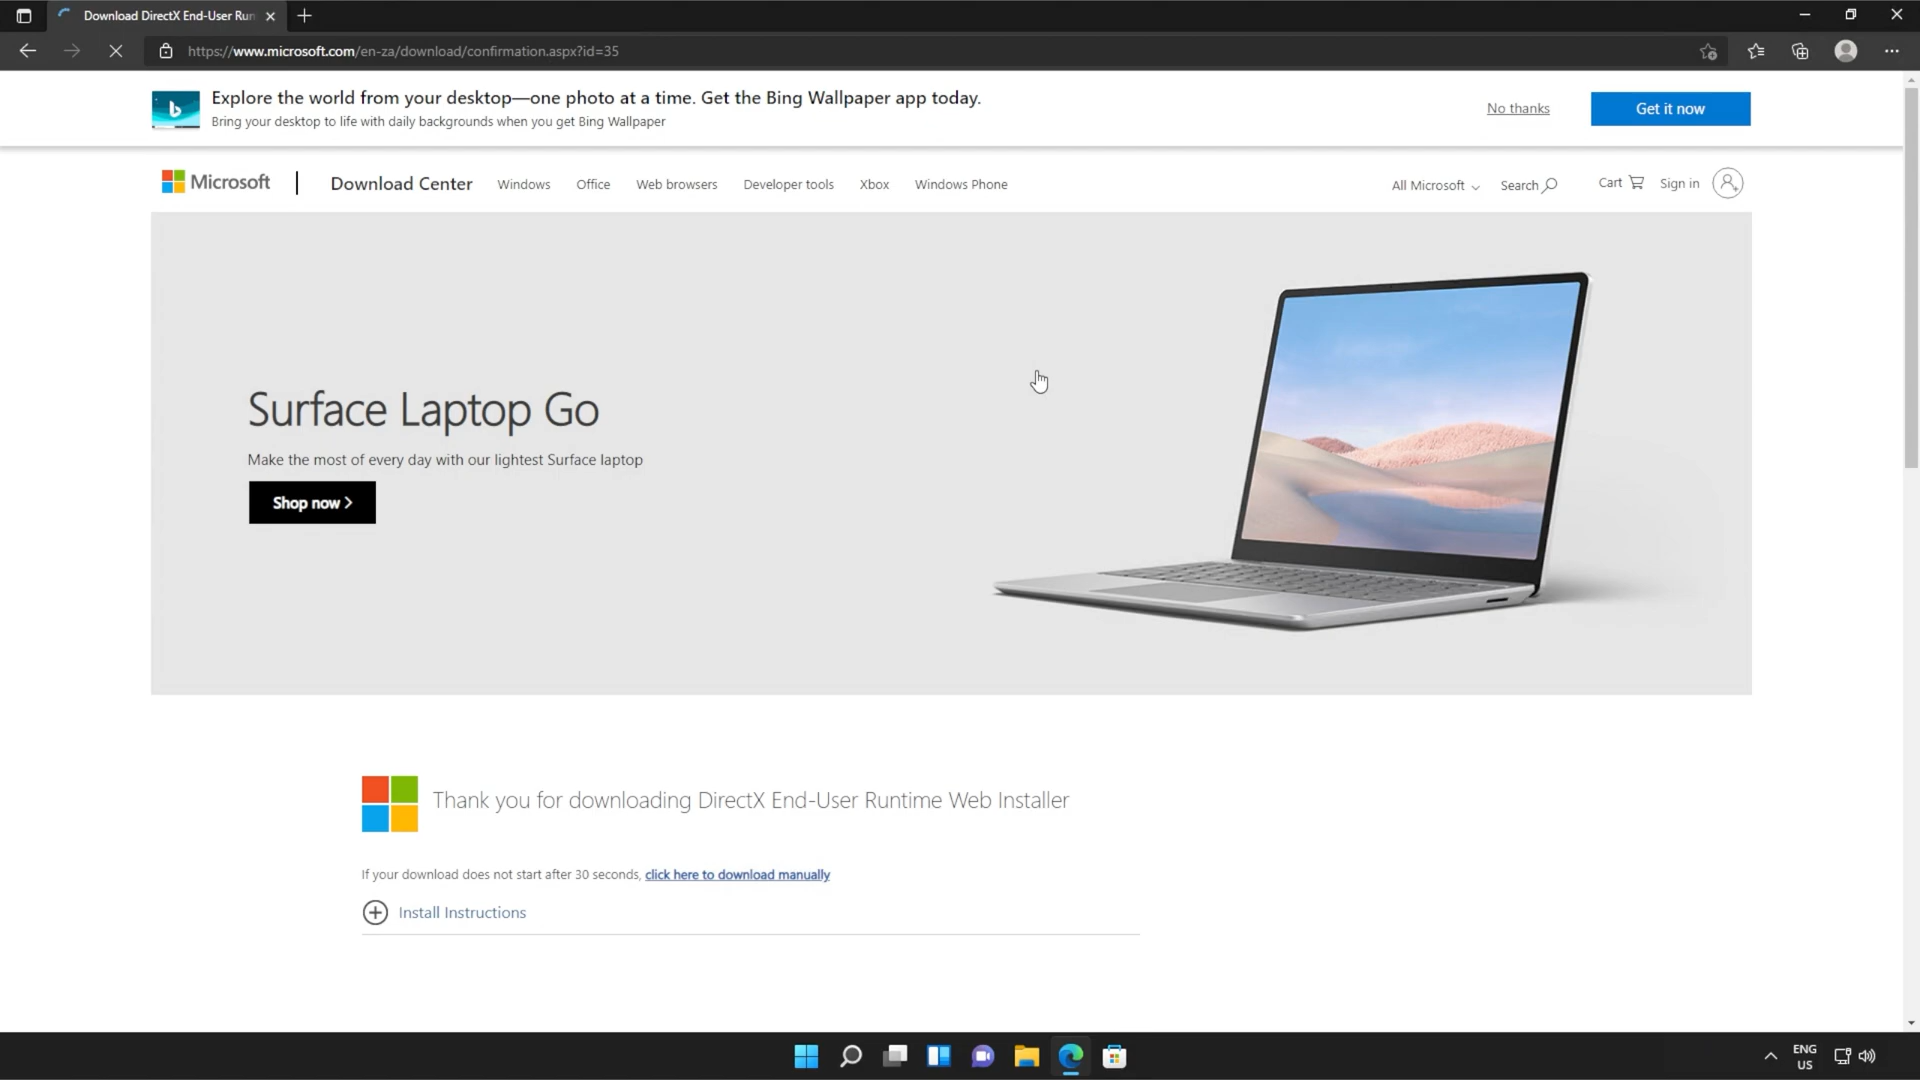 Download DirectX End-User Run
https://www.microsoft.com/en-za/download/confirmation.aspx?id=35
Explore the world from your desktop—one photo at a time. Get the Bing Wallpaper app today.
Bring your desktop to life with daily backgrounds when you get Bing Wallpaper
No thanks
Get it now
Microsoft
Download Center
Windows
Office
Web browsers
Developer tools
Xbox
Windows Phone
All Microsoft
Search
Cart
Sign in
Surface Laptop Go
Make the most of every day with our lightest Surface laptop
Shop now >
Thank you for downloading DirectX End-User Runtime Web Installer
If your download does not start after 30 seconds, click here to download manually
Install Instructions
ENG
US